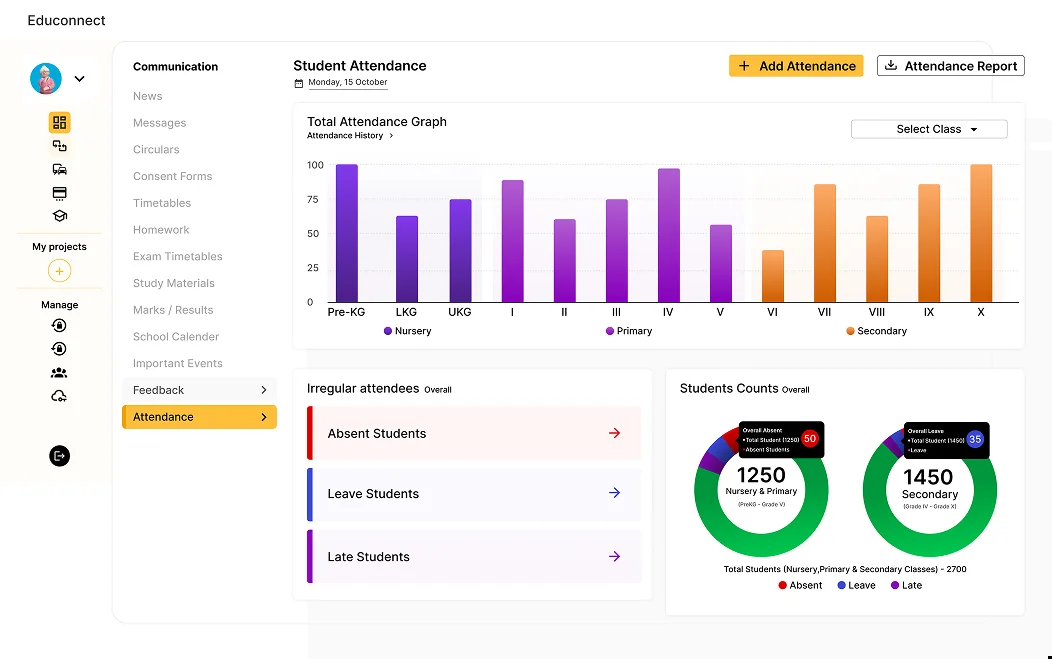 Educonnect
Communication
News
Messages
Circulars
Consent Forms
Timetables
Homework
Exam Timetables
Study Materials
Marks / Results
School Calender
Important Events
Feedback
Attendance
My projects
Manage
Student Attendance
Monday, 15 October
+ Add Attendance
Attendance Report
Total Attendance Graph
Attendance History >
Select Class
100
75
50
25
0
Pre-KG LKG UKG I II III IV V VI VII VIII IX X
Nursery Primary Secondary
Irregular attendees Overall
Absent Students
Leave Students
Late Students
Students Counts Overall
Overall Absent
•Total Student (1250)
-Absent Students
50
1250
Nursery & Primary
(PreKG - Grade V)
Overall Leave
•Total Student (1450)
•Leave
35
1450
Secondary
(Grade IV - Grade X)
Total Students (Nursery,Primary & Secondary Classes) - 2700
Absent Leave Late